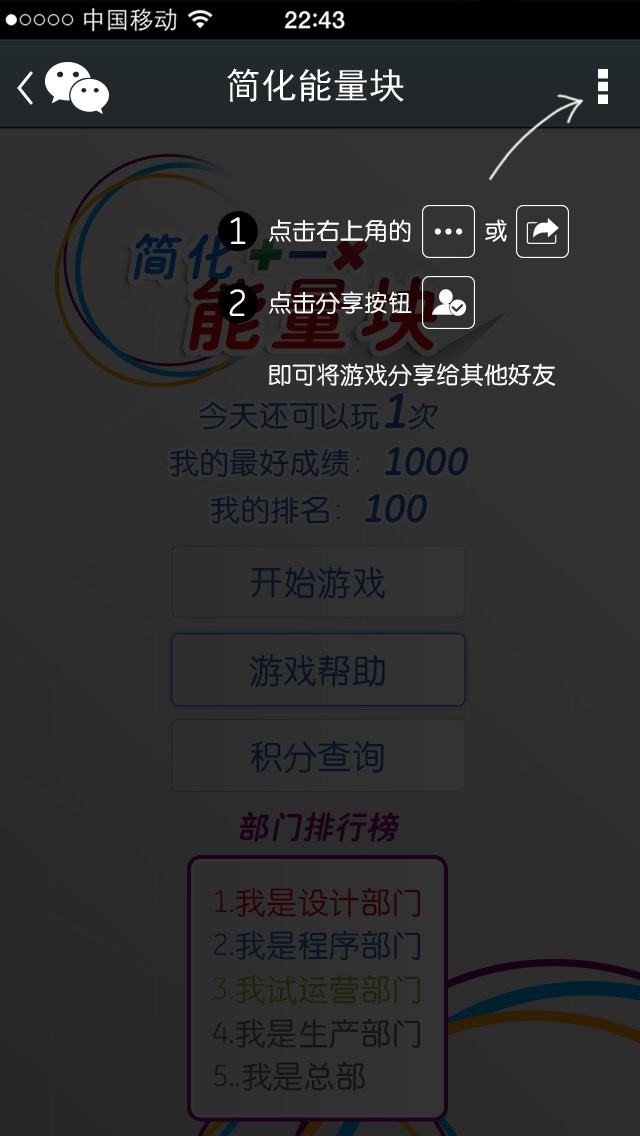 中国移动 22:43
简化能量块
1 点击右上角的 ... 或
简化+-×
2 点击分享按钮
能量块
即可将游戏分享给其他好友
今天还可以玩1次
我的最好成绩：1000
我的排名：100
开始游戏
游戏帮助
积分查询
部门排行榜
1.我是设计部门
2.我是程序部门
3.我试运营部门
4.我是生产部门
5..我是总部